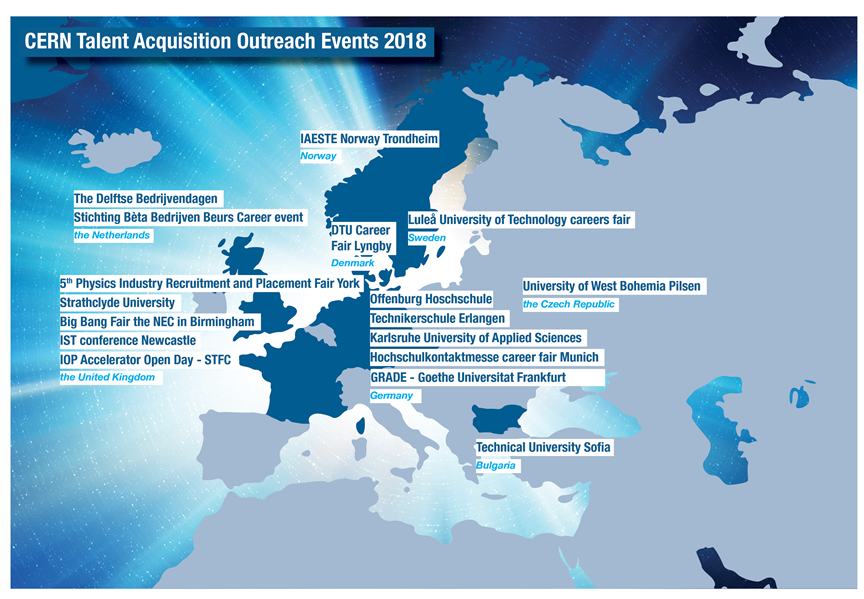 CERN Talent Acquisition Outreach Events 2018
IAESTE Norway Trondheim
Norway
The Delftse Bedrijvendagen
Stichting Bèta Bedrijven Beurs Career event
the Netherlands
DTU Career
Fair Lyngby
Denmark
Luleå University of Technology careers fair
Sweden
5th Physics Industry Recruitment and Placement Fair York
Strathclyde University
Big Bang Fair the NEC in Birmingham
IST conference Newcastle
IOP Accelerator Open Day - STFC
the United Kingdom
University of West Bohemia Pilsen
the Czech Republic
Offenburg Hoschschule
Technikerschule Erlangen
Karlsruhe University of Applied Sciences
Hochschulkontaktmesse career fair Munich
GRADE - Goethe Universitat Frankfurt
Germany
Technical University Sofia
Bulgaria